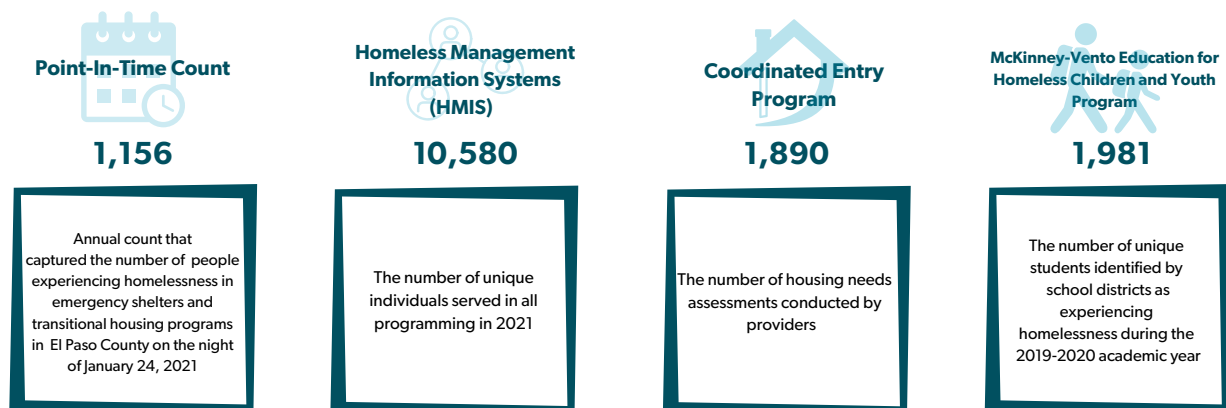 Point-In-Time Count
1,156
Annual count that
captured the number of people
experiencing homelessness in
emergency shelters and
transitional housing programs
in El Paso County on the night
of January 24, 2021
Homeless Management
Information Systems
(HMIS)
10,580
The number of unique
individuals served in all
programming in 2021
Coordinated Entry
Program
1,890
The number of housing needs
assessments conducted by
providers
McKinney-Vento Education for
Homeless Children and Youth
Program
1,981
The number of unique
students identified by
school districts as
experiencing
homelessness during the
2019-2020 academic year